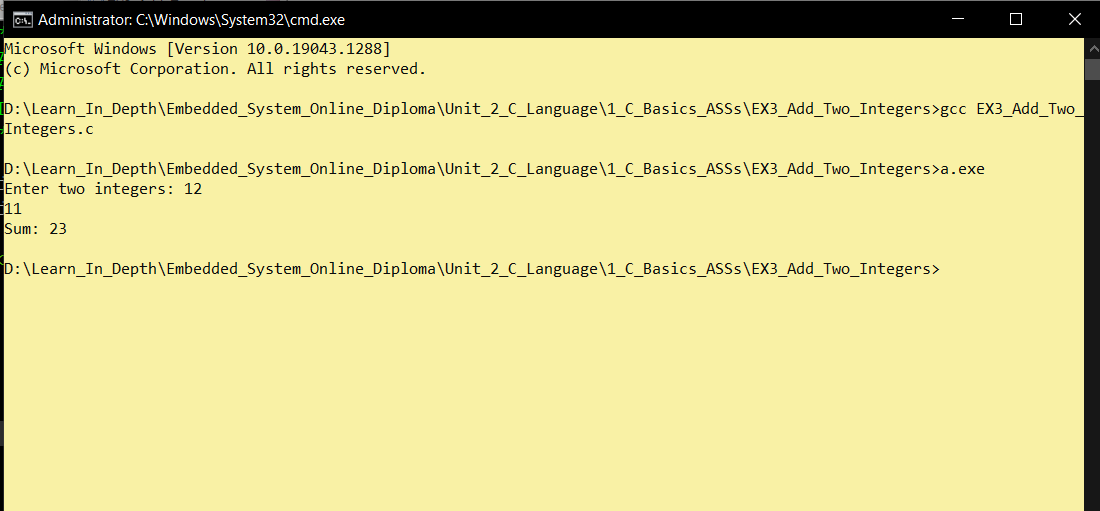 Administrator: C:\Windows\System32\cmd.exe
Microsoft Windows [Version 10.0.19043.1288]
(c) Microsoft Corporation. All rights reserved.
D:\Learn_In_Depth\Embedded_System_Online_Diploma\Unit_2_C_Language\1_C_Basics_ASSs\EX3_Add_Two_Integers>gcc EX3_Add_Two_
Integers.c
D:\Learn_In_Depth\Embedded_System_Online_Diploma\Unit_2_C_Language\1_C_Basics_ASSs\EX3_Add_Two_Integers>a.exe
Enter two integers: 12
11
Sum: 23
D:\Learn_In_Depth\Embedded_System_Online_Diploma\Unit_2_C_Language\1_C_Basics_ASSs\EX3_Add_Two_Integers>